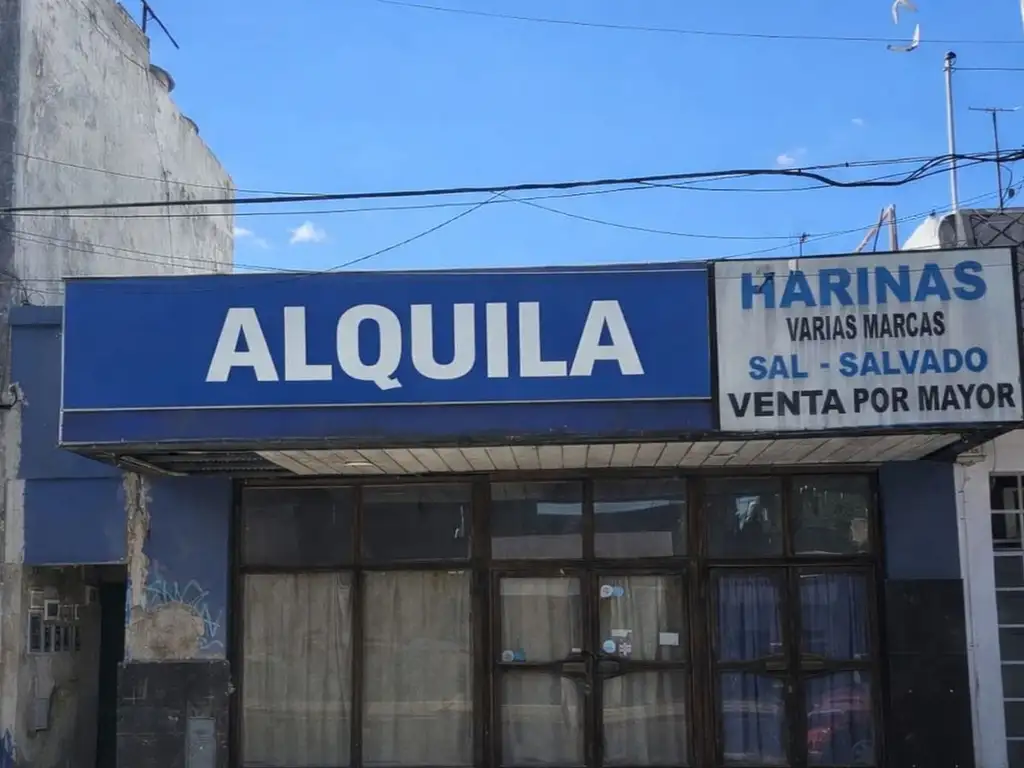 ALQUILA
HARINAS
VARIAS MARCAS
SAL - SALVADO
VENTA POR MAYOR